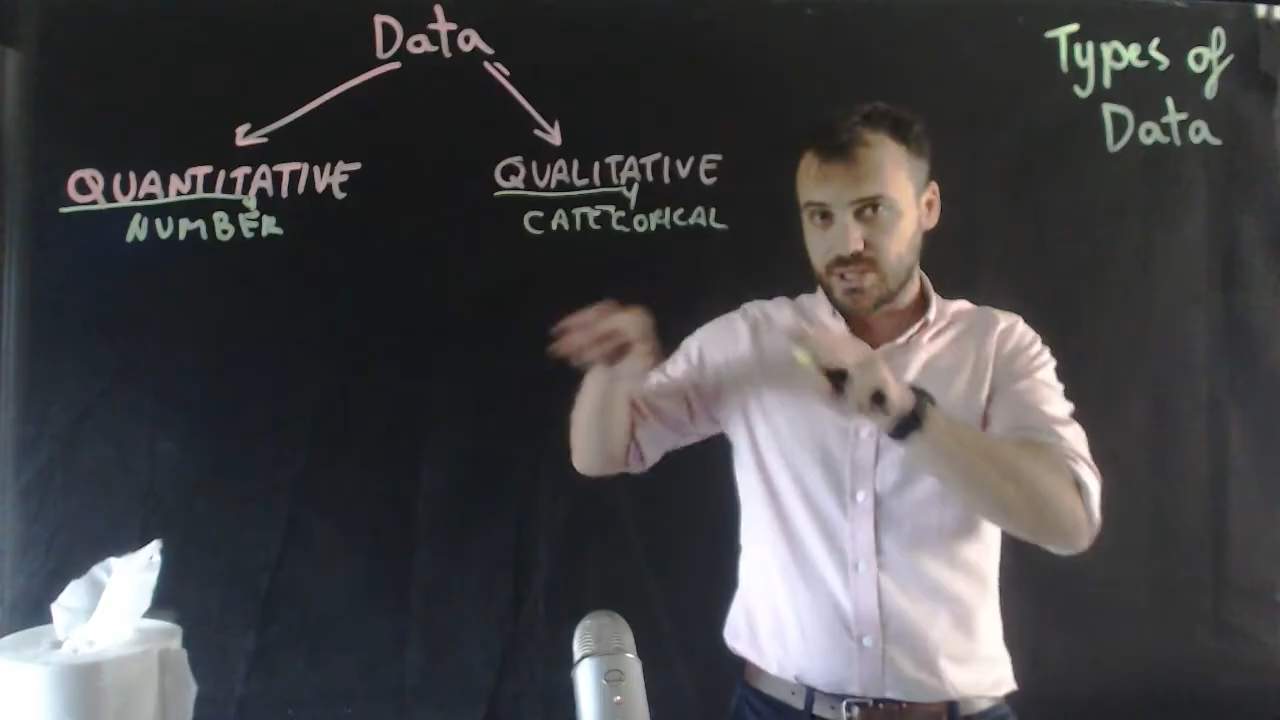 Data
Types of
Data
QUANTITATIVE
QUALITATIVE
NUMBER
CATEGORICAL